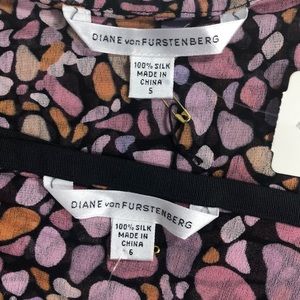 DIANE von FURSTENBERG
100% SILK
MADE IN
CHINA
S
DIANE von FURSTENBERG
100% SILK
MADE IN
CHINA
6